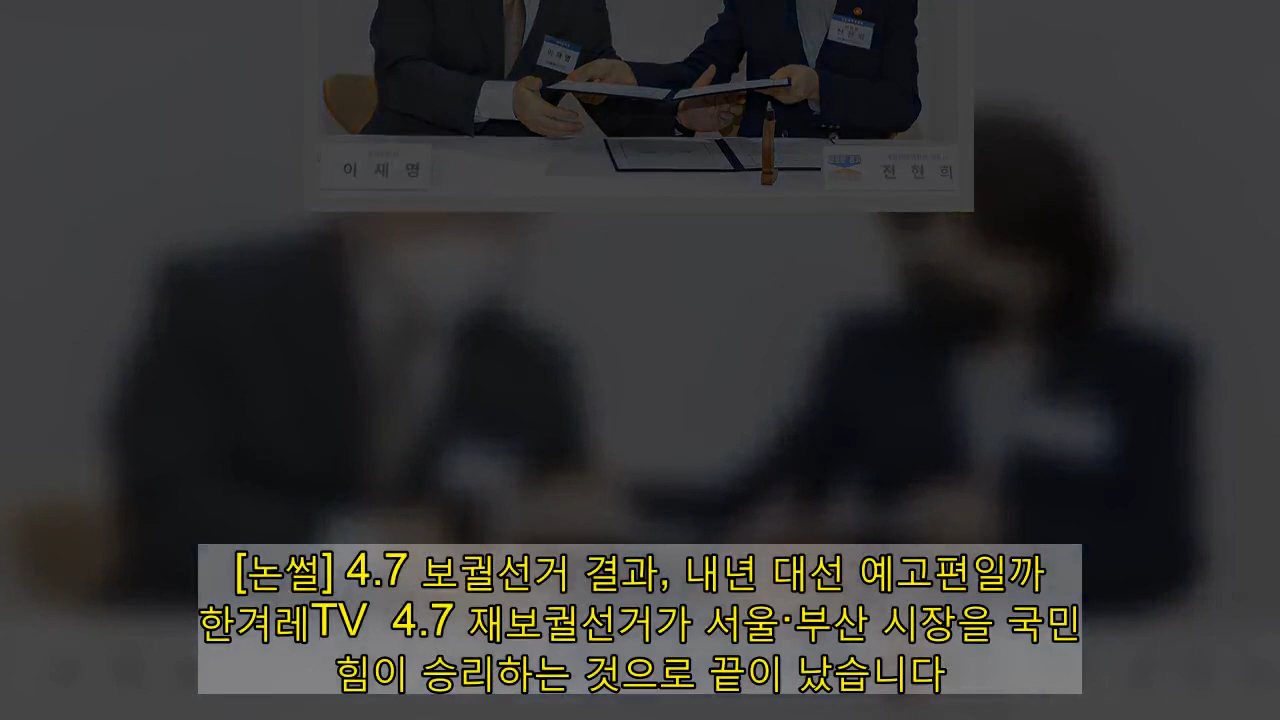 이 재 명
전 현 희
[논썰] 4.7 보궐선거 결과, 내년 대선 예고편일까
한겨레TV 4.7 재보궐선거가 서울·부산 시장을 국민
힘이 승리하는 것으로 끝이 났습니다